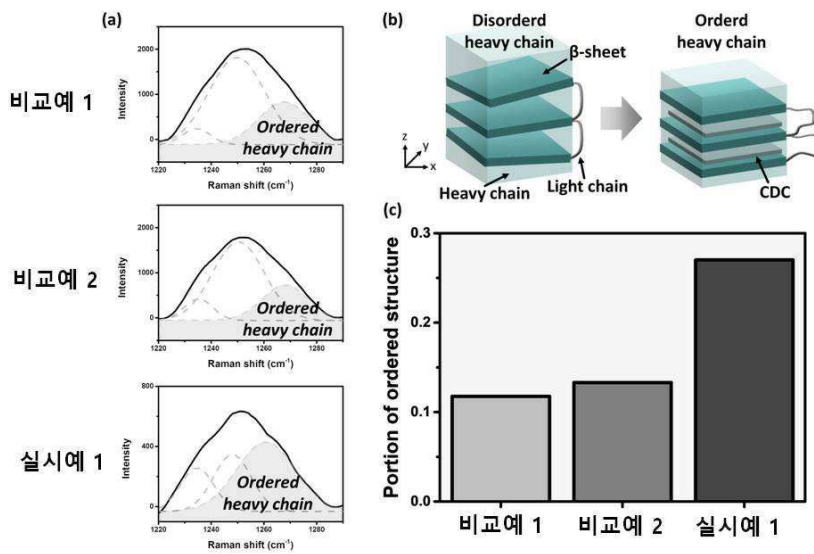 (a)
비교예 1
Intensity
2000
1000
0
Ordered
heavy chain
1220 1240 1260 1280
Raman shift (cm⁻¹)
비교예 2
Intensity
2000
1000
0
Ordered
heavy chain
1220 1240 1260 1280
Raman shift (cm⁻¹)
실시예 1
Intensity
800
400
0
Ordered
heavy chain
1220 1240 1260 1280
Raman shift (cm⁻¹)
(b)
Disorderd
heavy chain
Orderd
heavy chain
β-sheet
z
y
x
Heavy chain
Light chain
CDC
(c)
Portion of ordered structure
0.3
0.2
0.1
0.0
비교예 1 비교예 2 실시예 1